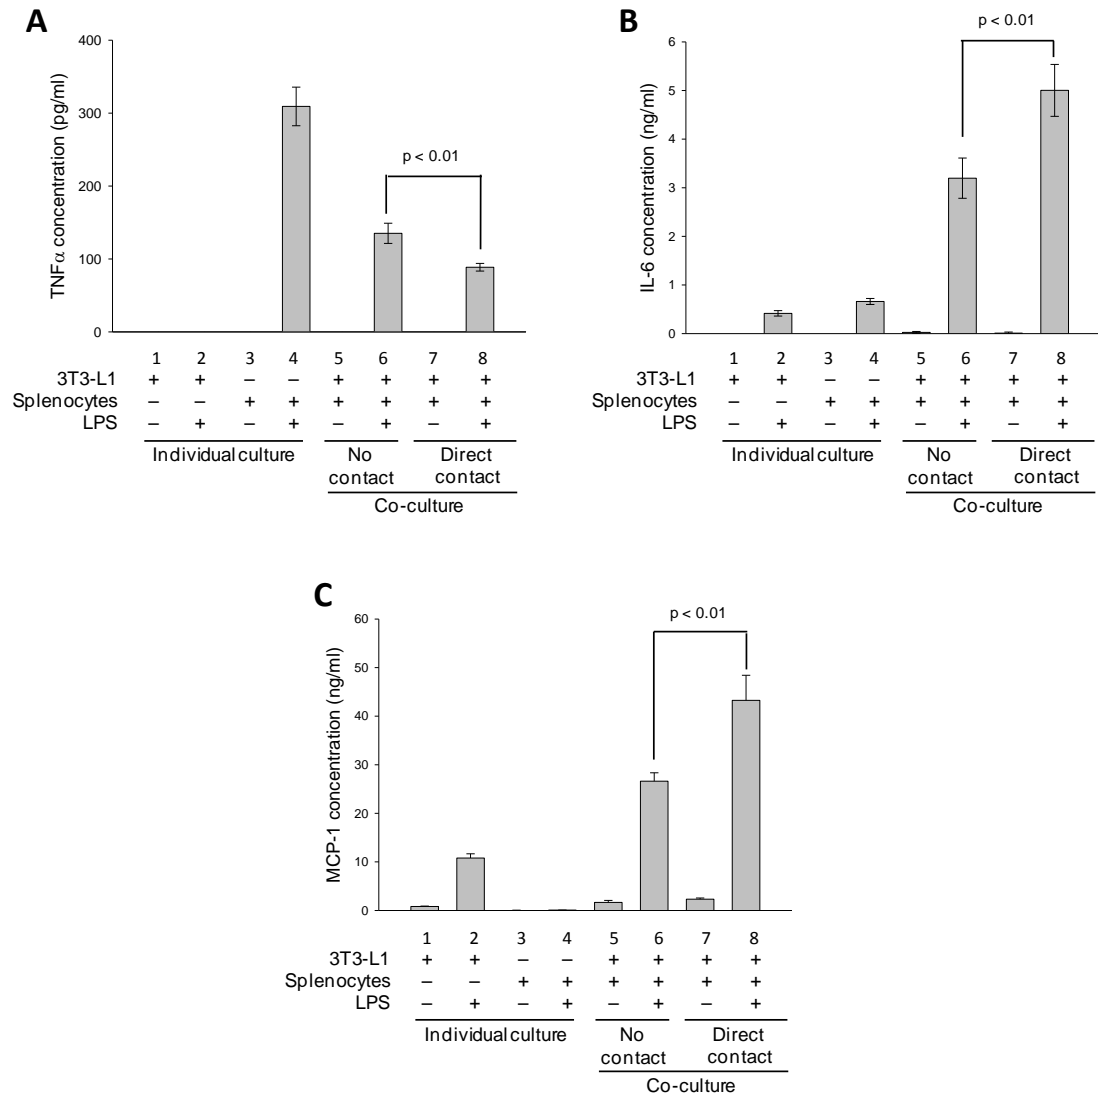 A
TNFα concentration (pg/ml)
400
300
200
100
0
p < 0.01
1 2 3 4 5 6 7 8
3T3-L1 + + – – + + + +
Splenocytes – – + + + + + +
LPS – + – + – + – +
Individual culture
No contact
Direct contact
Co-culture
B
IL-6 concentration (ng/ml)
6
5
4
3
2
1
0
p < 0.01
1 2 3 4 5 6 7 8
3T3-L1 + + – – + + + +
Splenocytes – – + + + + + +
LPS – + – + – + – +
Individual culture
No contact
Direct contact
Co-culture
C
MCP-1 concentration (ng/ml)
60
50
40
30
20
10
0
p < 0.01
1 2 3 4 5 6 7 8
3T3-L1 + + – – + + + +
Splenocytes – – + + + + + +
LPS – + – + – + – +
Individual culture
No contact
Direct contact
Co-culture